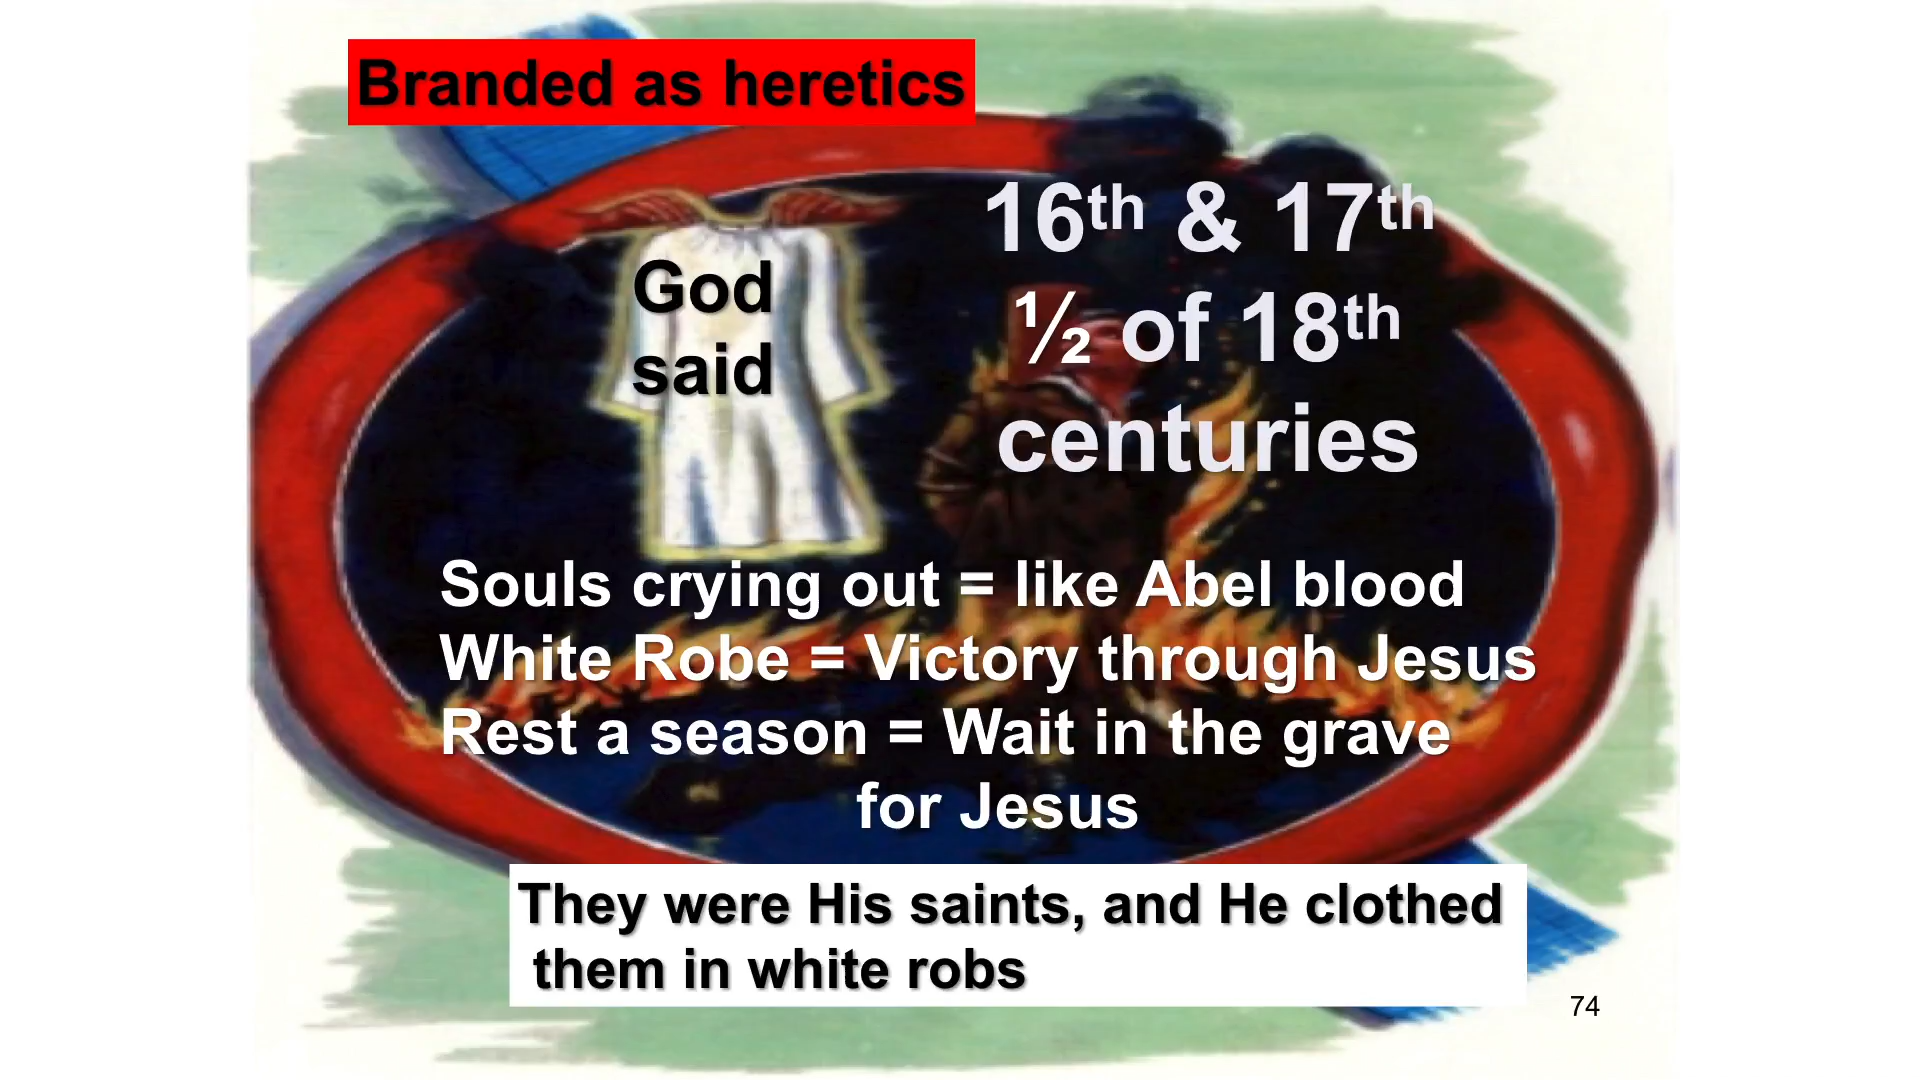 Branded as heretics
16th & 17th
½ of 18th
centuries
God
said
Souls crying out = like Abel blood
White Robe = Victory through Jesus
Rest a season = Wait in the grave
for Jesus
They were His saints, and He clothed
them in white robs
74